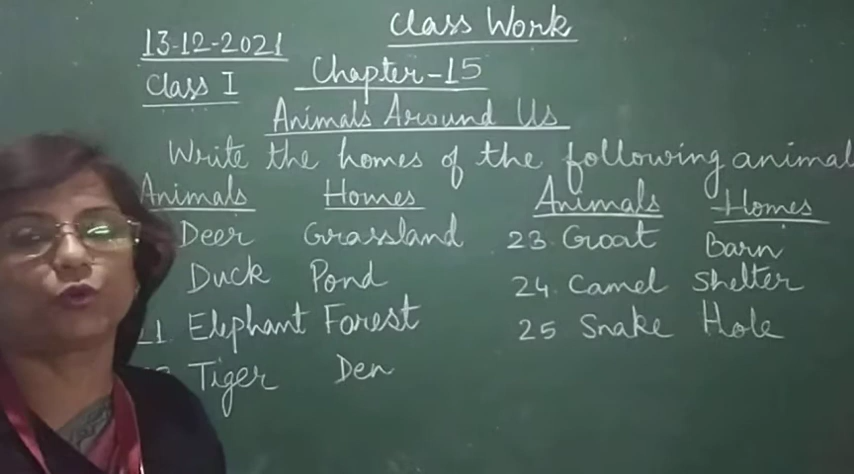 Class Work
13-12-2021
Class I Chapter-15
Animals Around Us
Write the homes of the following animal
Animals Homes Animals Homes
Deer Grassland 23. Goat Barn
Duck Pond 24. Camel Shelter
Elephant Forest 25 Snake Hole
Tiger Den